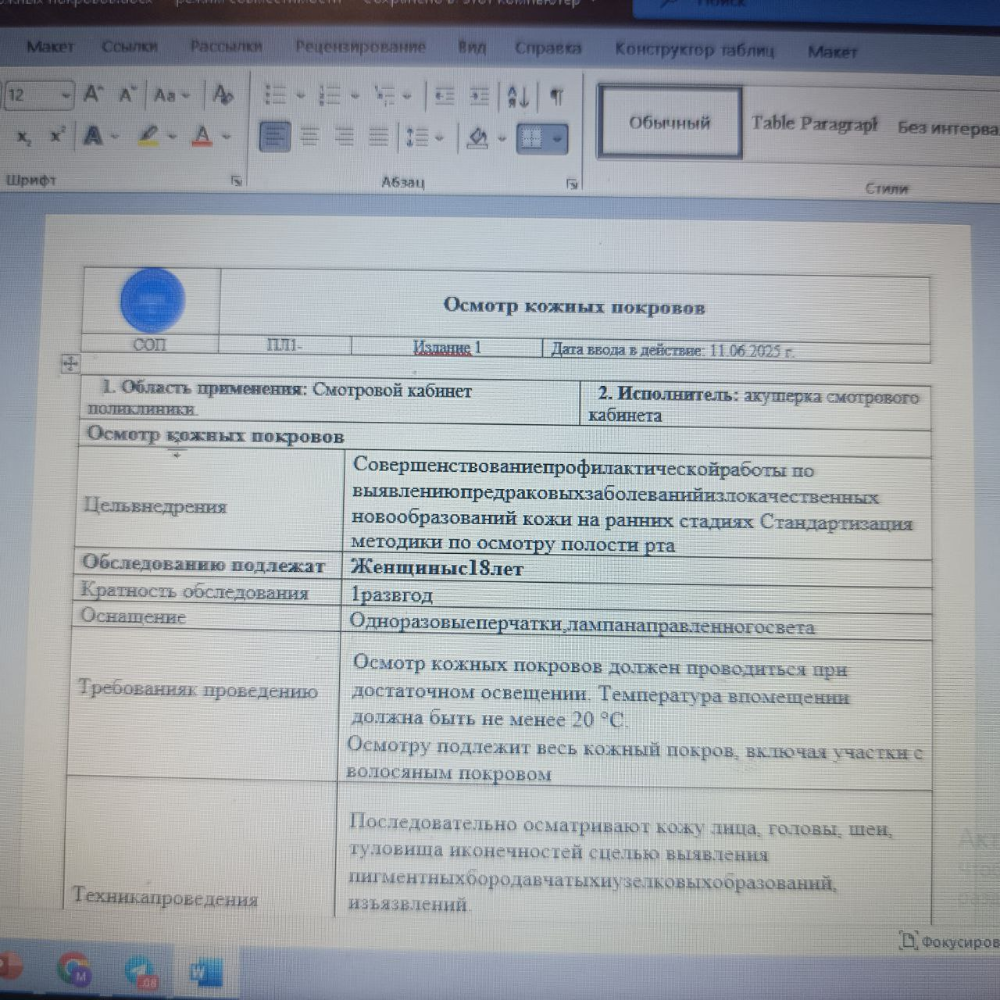 Макет Ссылки Рассылки Рецензирование Вид Справка Конструктор таблиц Макет
12
Обычный Table Paragraph Без интерва
Шрифт Абзац Стили
Осмотр кожных покровов
СОП ПЛ1- Издание 1 Дата ввода в действие: 11.06.2025 г.
1. Область применения: Смотровой кабинет
поликлиники.
2. Исполнитель: акушерка смотрового
кабинета
Осмотр кожных покровов
Цельвнедрения
Совершенствованиепрофилактическойработы по
выявлениюпредраковыхзаболеванийизлокачественных
новообразований кожи на ранних стадиях Стандартизация
методики по осмотру полости рта
Обследованию подлежат Женщиныс18лет
Кратность обследования 1развгод
Оснащение Одноразовыеперчатки,лампанаправленногосвета
Требованияк проведению
Осмотр кожных покровов должен проводиться при
достаточном освещении. Температура впомещении
должна быть не менее 20 °С.
Осмотру подлежит весь кожный покров, включая участки с
волосяным покровом
Техникапроведения
Последовательно осматривают кожу лица, головы, шеи,
туловища иконечностей сцелью выявления
пигментныхбородавчатыхиузелковыхобразований,
изъязвлений.
Фокусиров